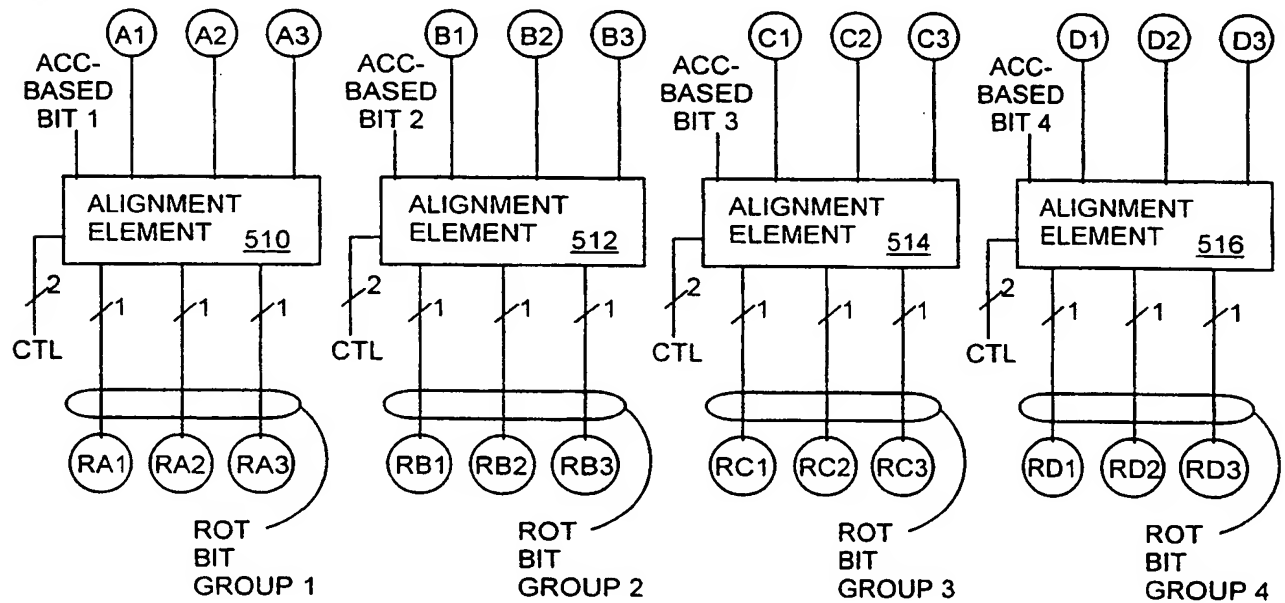 A1 A2 A3 B1 B2 B3 C1 C2 C3 D1 D2 D3
ACC-
BASED
BIT 1
ACC-
BASED
BIT 2
ACC-
BASED
BIT 3
ACC-
BASED
BIT 4
ALIGNMENT
ELEMENT 510
ALIGNMENT
ELEMENT 512
ALIGNMENT
ELEMENT 514
ALIGNMENT
ELEMENT 516
2 1 1 1 2 1 1 1 2 1 1 1 2 1 1 1
CTL CTL CTL CTL
RA1 RA2 RA3 RB1 RB2 RB3 RC1 RC2 RC3 RD1 RD2 RD3
ROT
BIT
GROUP 1
ROT
BIT
GROUP 2
ROT
BIT
GROUP 3
ROT
BIT
GROUP 4